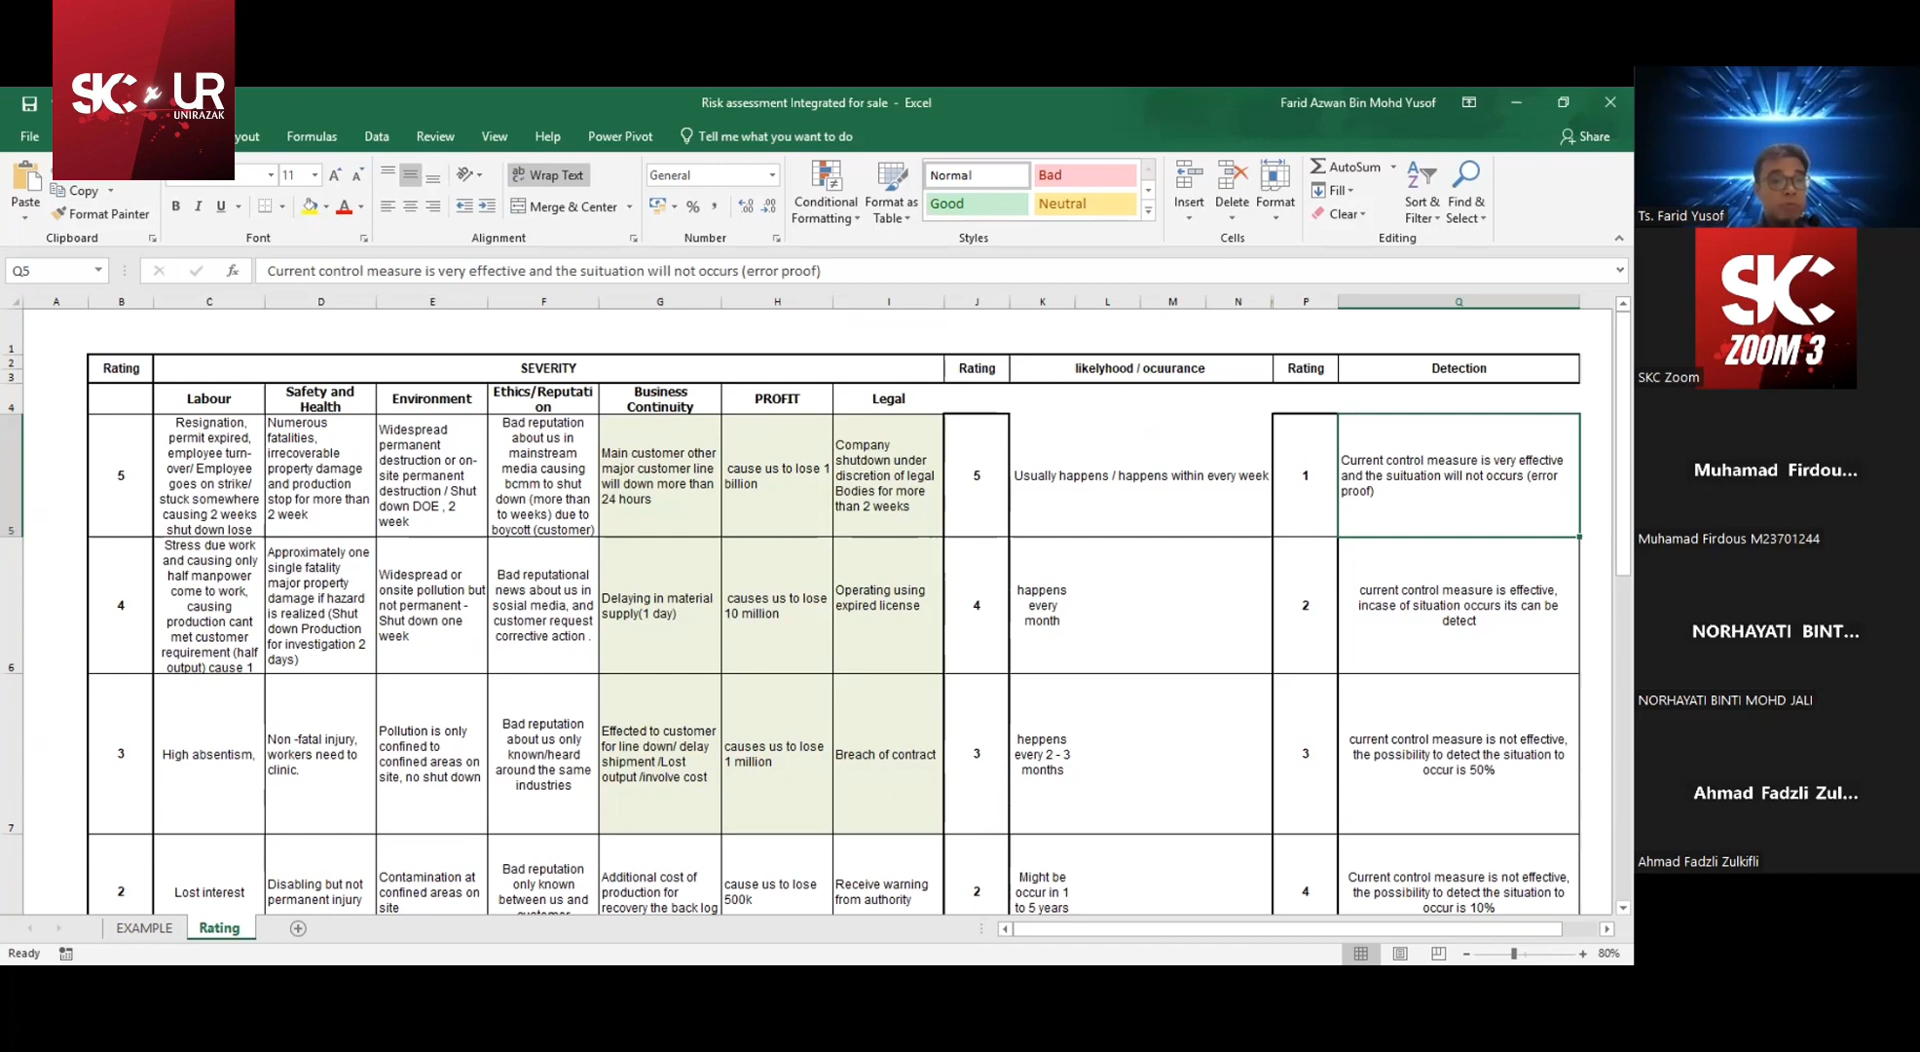 SKC x UR
UNIRAZAK
Risk assessment Integrated for sale - Excel
Farid Azwan Bin Mohd Yusof
File
Formulas
Data
Review
View
Help
Power Pivot
Tell me what you want to do
Share
Paste
Copy
Format Painter
Clipboard
11
B I U
Font
Wrap Text
Merge & Center
Alignment
General
Number
Conditional
Formatting
Format as
Table
Normal
Bad
Good
Neutral
Styles
Insert
Delete
Format
Cells
AutoSum
Fill
Clear
Sort &
Filter
Find &
Select
Editing
Q5
fx
Current control measure is very effective and the suituation will not occurs (error proof)
A B C D E F G H I J K L M N P Q
1
2
3
4
5
6
7
Rating
SEVERITY
Rating
likelyhood / ocuurance
Rating
Detection
Labour
Safety and
Health
Environment
Ethics/Reputati
on
Business
Continuity
PROFIT
Legal
5
Resignation,
permit expired,
employee turn-
over/ Employee
goes on strike/
stuck somewhere
causing 2 weeks
shut down lose
Numerous
fatalities,
irrecoverable
property damage
and production
stop for more than
2 week
Widespread
permanent
destruction or on-
site permanent
destruction / Shut
down DOE , 2
week
Bad reputation
about us in
mainstream
media causing
bcmm to shut
down (more than
to weeks) due to
boycott (customer)
Main customer other
major customer line
will down more than
24 hours
cause us to lose 1
billion
Company
shutdown under
discretion of legal
Bodies for more
than 2 weeks
5
Usually happens / happens within every week
1
Current control measure is very effective
and the suituation will not occurs (error
proof)
4
Stress due work
and causing only
half manpower
come to work,
causing
production cant
met customer
requirement (half
output) cause 1
Approximately one
single fatality
major property
damage if hazard
is realized (Shut
down Production
for investigation 2
days)
Widespread or
onsite pollution but
not permanent -
Shut down one
week
Bad reputational
news about us in
sosial media, and
customer request
corrective action .
Delaying in material
supply(1 day)
causes us to lose
10 million
Operating using
expired license
4
happens
every
month
2
current control measure is effective,
incase of situation occurs its can be
detect
3
High absentism,
Non -fatal injury,
workers need to
clinic.
Pollution is only
confined to
confined areas on
site, no shut down
Bad reputation
about us only
known/heard
around the same
industries
Effected to customer
for line down/ delay
shipment /Lost
output /involve cost
causes us to lose
1 million
Breach of contract
3
heppens
every 2 - 3
months
3
current control measure is not effective,
the possibility to detect the situation to
occur is 50%
2
Lost interest
Disabling but not
permanent injury
Contamination at
confined areas on
site
Bad reputation
only known
between us and
Additional cost of
production for
recovery the back log
cause us to lose
500k
Receive warning
from authority
2
Might be
occur in 1
to 5 years
4
Current control measure is not effective,
the possibility to detect the situation to
occur is 10%
EXAMPLE
Rating
Ready
80%
Ts. Farid Yusof
SKC
ZOOM 3
SKC Zoom
Muhamad Firdou...
Muhamad Firdous M23701244
NORHAYATI BINT...
NORHAYATI BINTI MOHD JALI
Ahmad Fadzli Zul...
Ahmad Fadzli Zulkifli